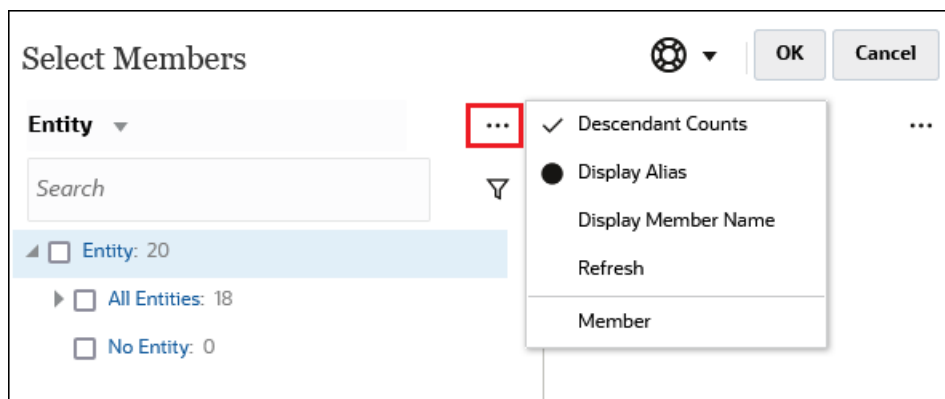 Select Members
OK
Cancel
Entity
...
Descendant Counts
...
Display Alias
Search
Display Member Name
Entity: 20
Refresh
All Entities: 18
Member
No Entity: 0